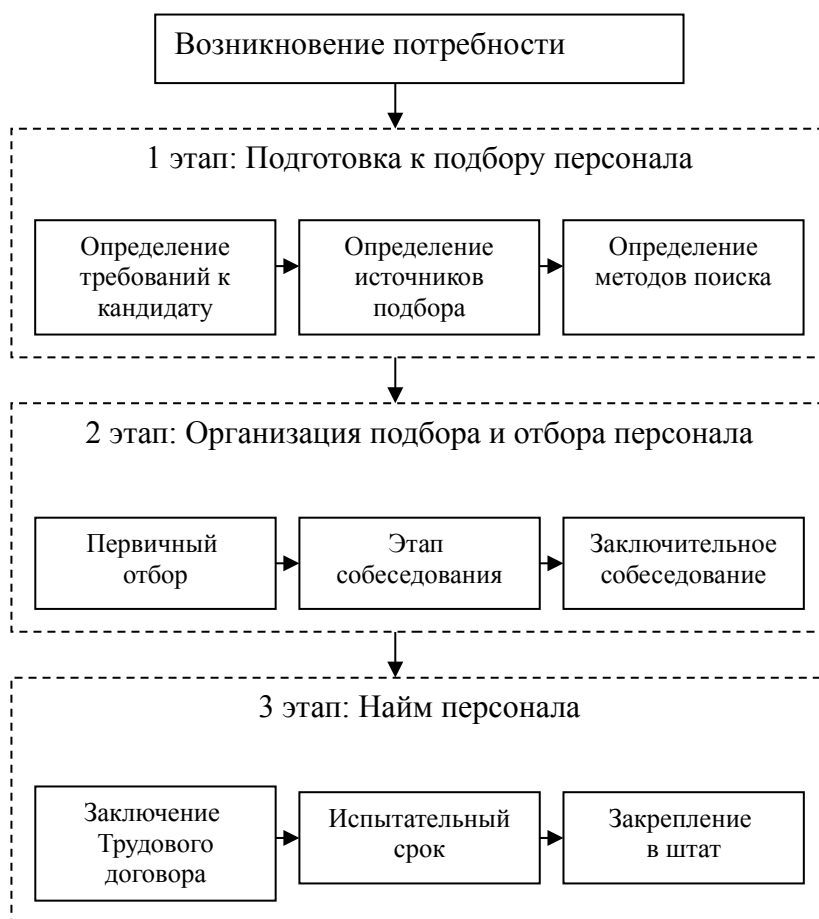 Возникновение потребности
1 этап: Подготовка к подбору персонала
Определение
требований к
кандидату
Определение
источников
подбора
Определение
методов поиска
2 этап: Организация подбора и отбора персонала
Первичный
отбор
Этап
собеседования
Заключительное
собеседование
3 этап: Найм персонала
Заключение
Трудового
договора
Испытательный
срок
Закрепление
в штат